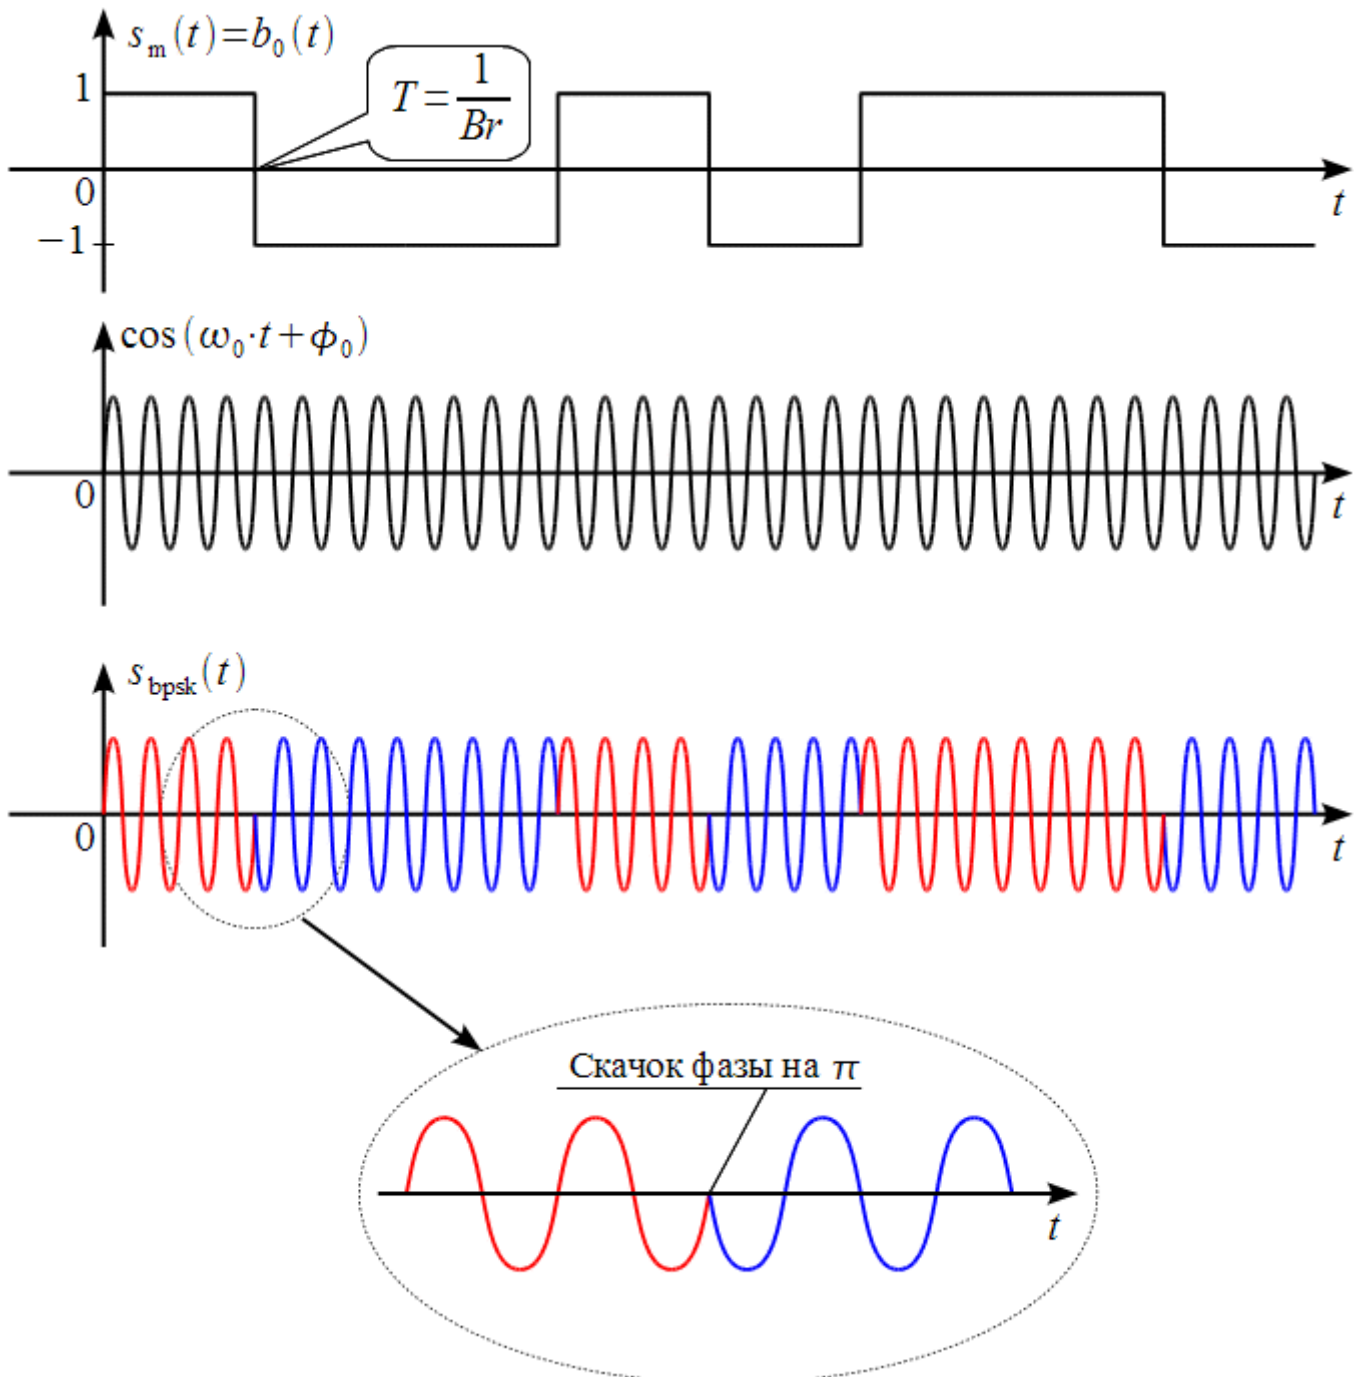 s_m(t)=b_0(t)
T=1/Br
1
0
−1
t
cos(ω_0·t+ϕ_0)
0
t
s_bpsk(t)
0
t
Скачок фазы на π
t